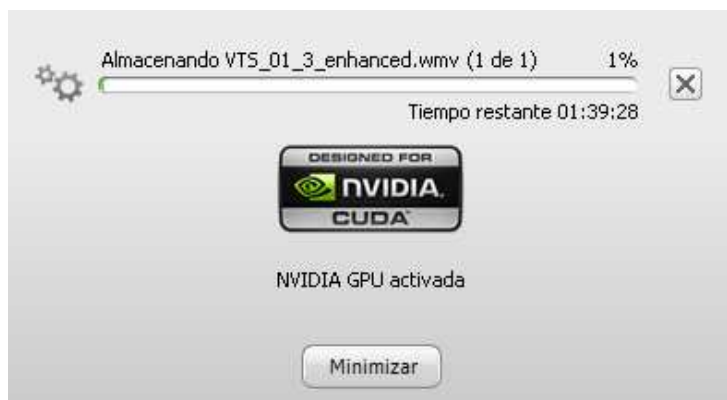 Almacenando VTS_01_3_enhanced.wmv (1 de 1) 1%
Tiempo restante 01:39:28
DESIGNED FOR
NVIDIA.
CUDA
NVIDIA GPU activada
Minimizar